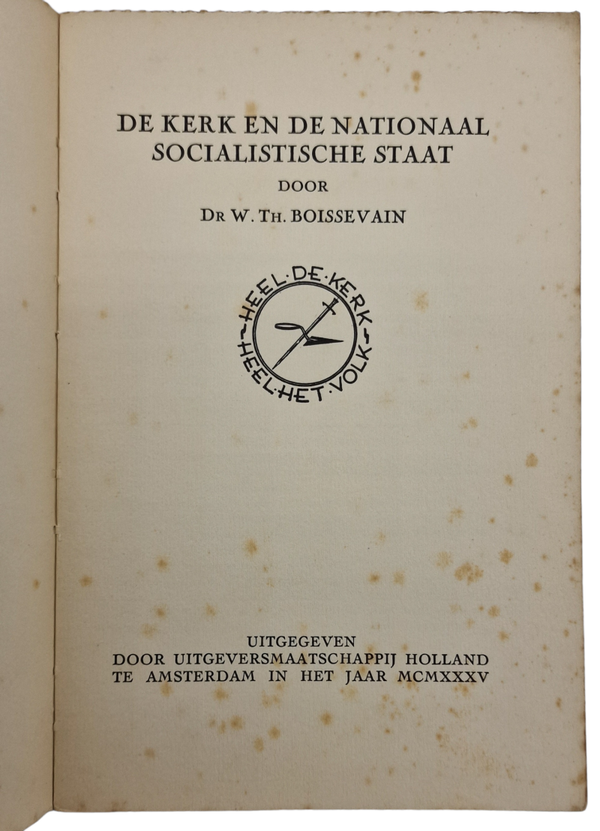 DE KERK EN DE NATIONAAL
SOCIALISTISCHE STAAT
DOOR
DR W. TH. BOISSEVAIN
HEEL·DE·KERK
HEEL·HET·VOLK
UITGEGEVEN
DOOR UITGEVERSMAATSCHAPPIJ HOLLAND
TE AMSTERDAM IN HET JAAR MCMXXXV